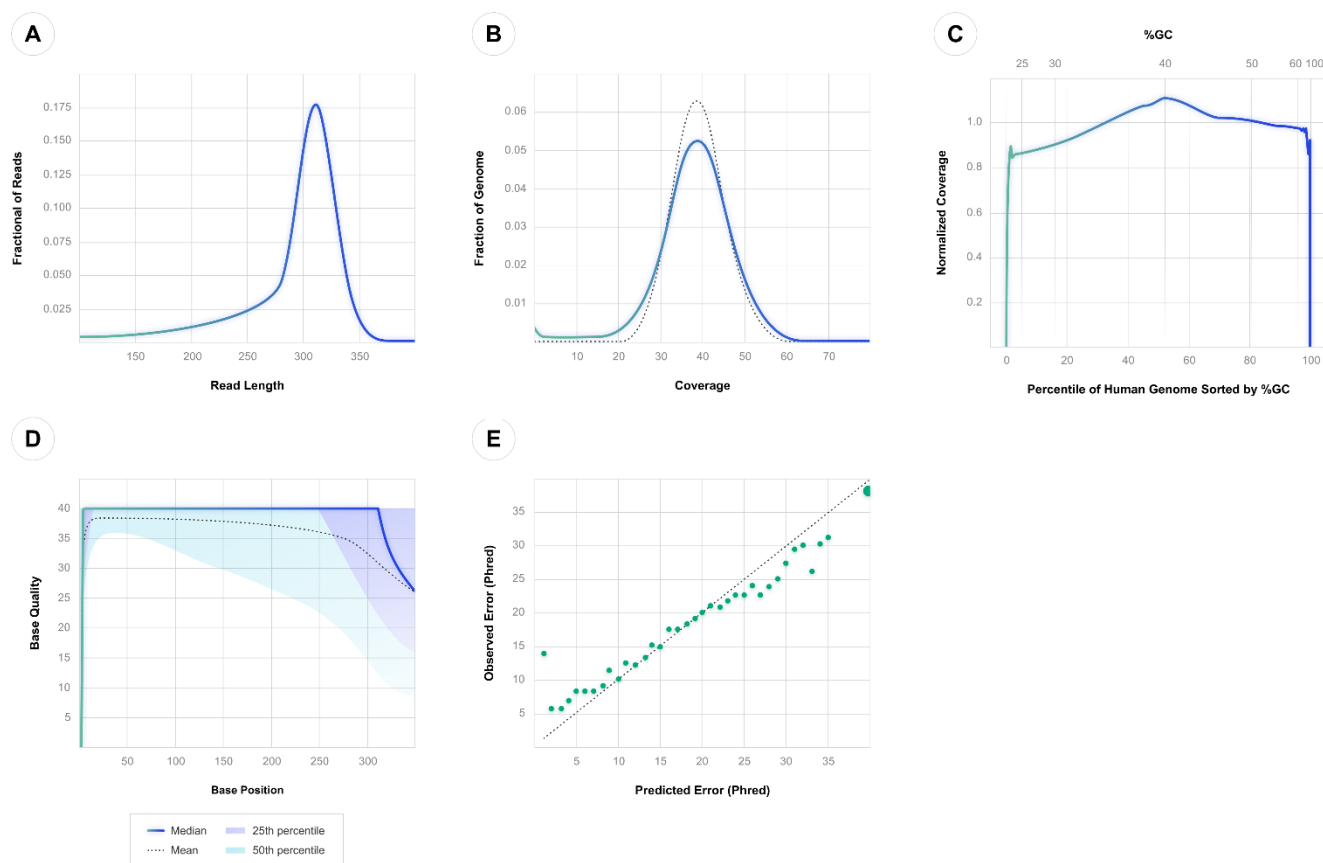 A
Fractional of Reads
0.175
0.150
0.125
0.100
0.075
0.050
0.025
150 200 250 300 350
Read Length
B
Fraction of Genome
0.06
0.05
0.04
0.03
0.02
0.01
10 20 30 40 50 60 70
Coverage
C
%GC
25 30 40 50 60 100
Normalized Coverage
1.0
0.8
0.6
0.4
0.2
0 20 40 60 80 100
Percentile of Human Genome Sorted by %GC
D
Base Quality
40
35
30
25
20
15
10
5
50 100 150 200 250 300
Base Position
Median 25th percentile
Mean 50th percentile
E
Observed Error (Phred)
35
30
25
20
15
10
5
5 10 15 20 25 30 35
Predicted Error (Phred)